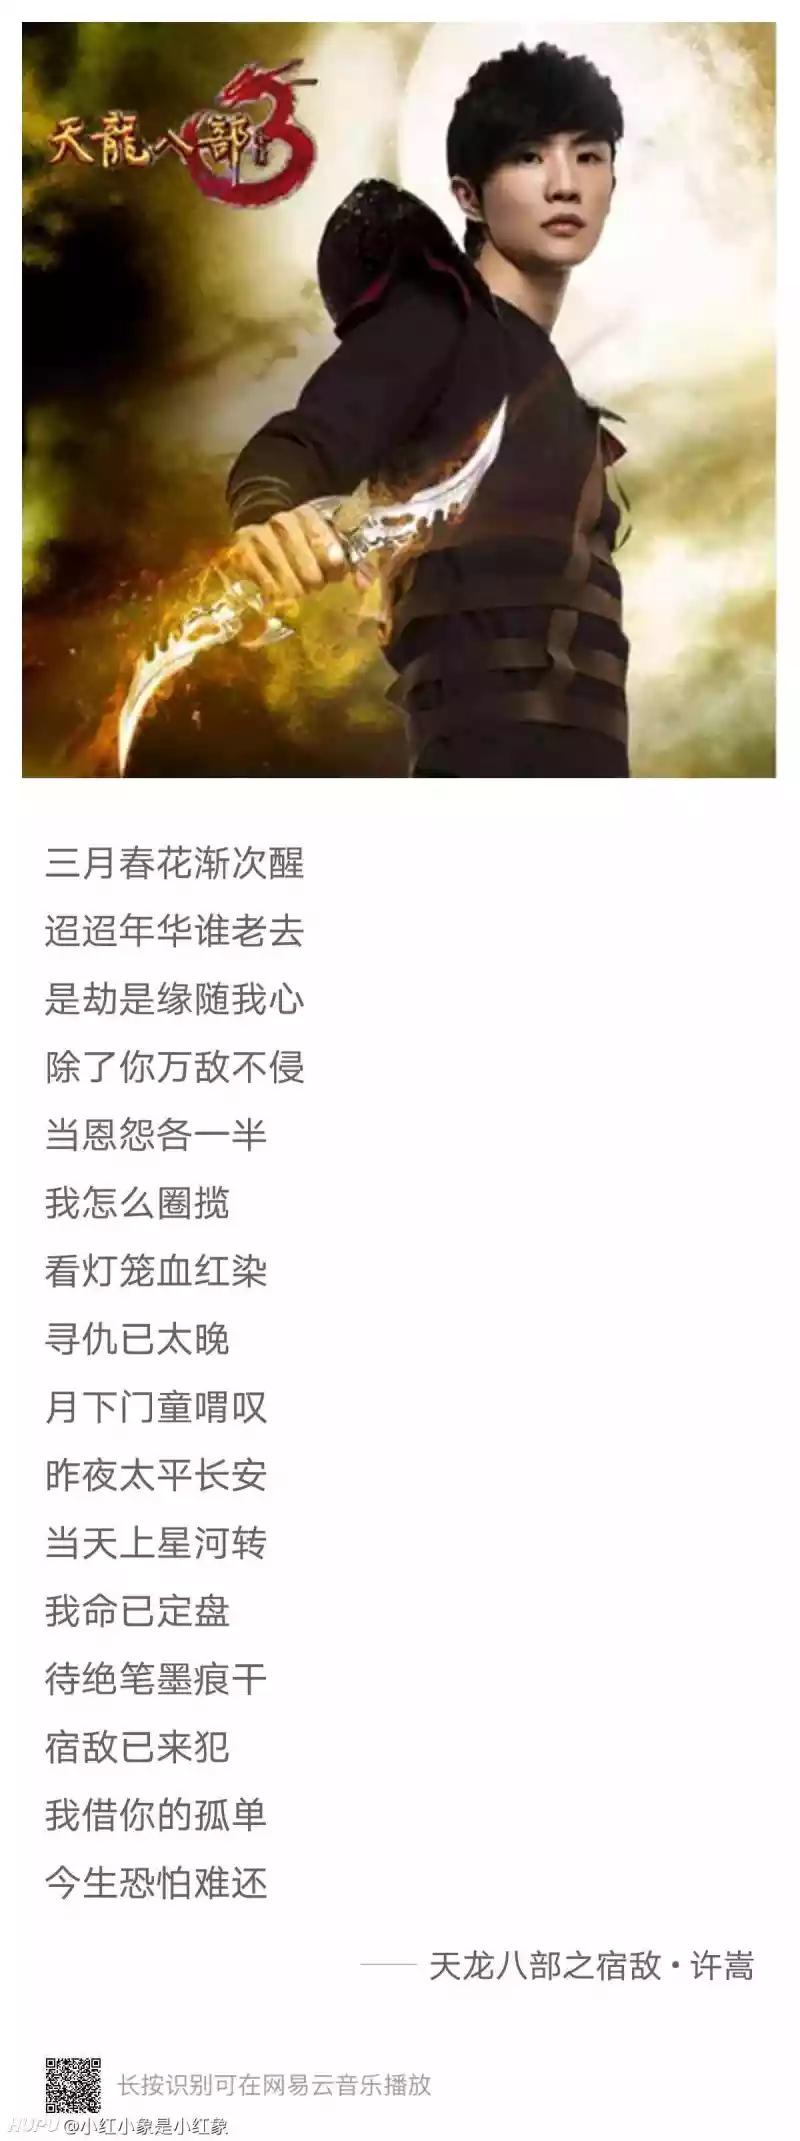 天龍八部3
三月春花渐次醒
迢迢年华谁老去
是劫是缘随我心
除了你万敌不侵
当恩怨各一半
我怎么圈揽
看灯笼血红染
寻仇已太晚
月下门童喟叹
昨夜太平长安
当天上星河转
我命已定盘
待绝笔墨痕干
宿敌已来犯
我借你的孤单
今生恐怕难还
—— 天龙八部之宿敌•许嵩
长按识别可在网易云音乐播放
HUPU @小红小象是小红象